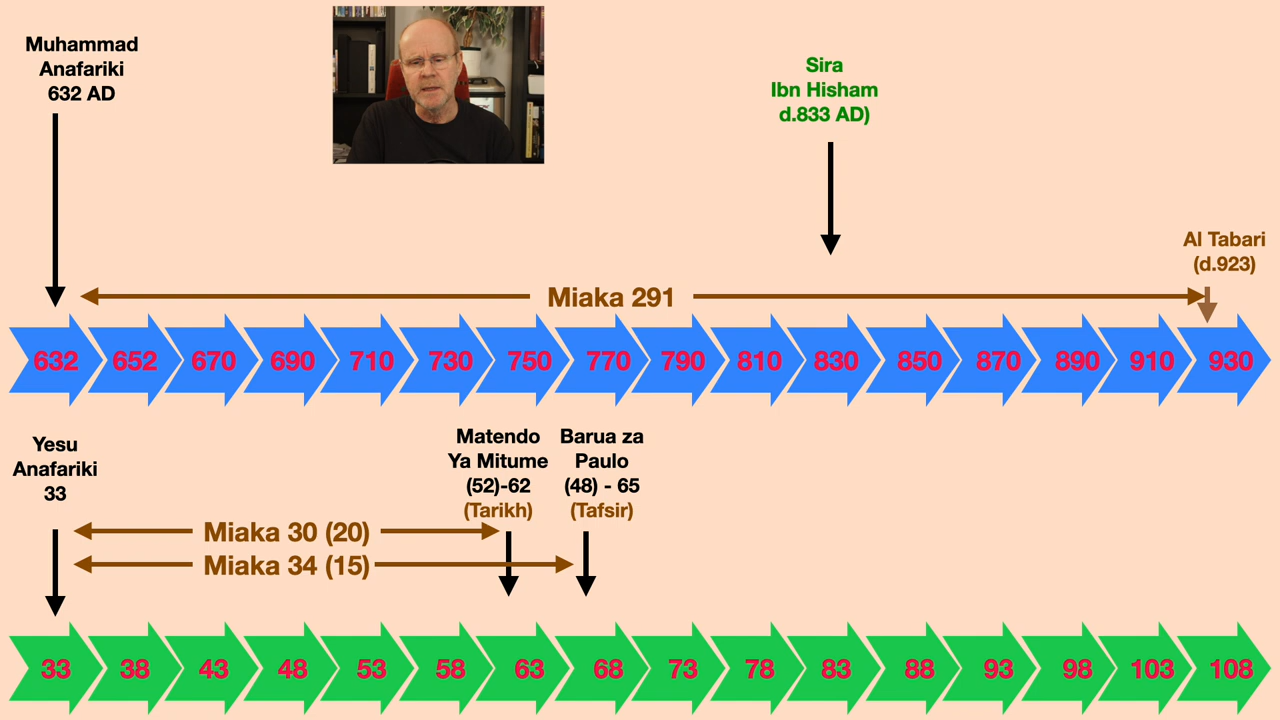 Muhammad
Anafariki
632 AD
Sira
Ibn Hisham
d.833 AD)
Al Tabari
(d.923)
Miaka 291
632 652 670 690 710 730 750 770 790 810 830 850 870 890 910 930
Yesu
Anafariki
33
Matendo
Ya Mitume
(52)-62
(Tarikh)
Barua za
Paulo
(48) - 65
(Tafsir)
Miaka 30 (20)
Miaka 34 (15)
33 38 43 48 53 58 63 68 73 78 83 88 93 98 103 108